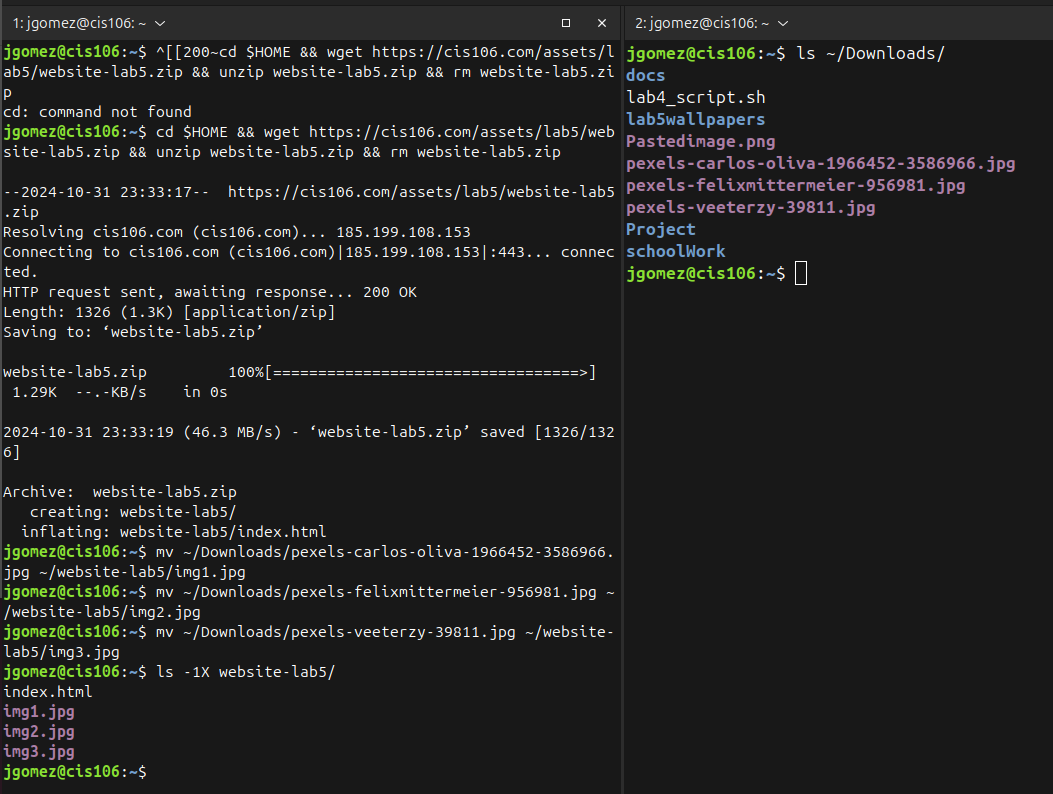 1: jgomez@cis106: ~
jgomez@cis106:~$ ^[[200~cd $HOME && wget https://cis106.com/assets/l
ab5/website-lab5.zip && unzip website-lab5.zip && rm website-lab5.zi
p
cd: command not found
jgomez@cis106:~$ cd $HOME && wget https://cis106.com/assets/lab5/web
site-lab5.zip && unzip website-lab5.zip && rm website-lab5.zip
--2024-10-31 23:33:17--  https://cis106.com/assets/lab5/website-lab5
.zip
Resolving cis106.com (cis106.com)... 185.199.108.153
Connecting to cis106.com (cis106.com)|185.199.108.153|:443... connec
ted.
HTTP request sent, awaiting response... 200 OK
Length: 1326 (1.3K) [application/zip]
Saving to: ‘website-lab5.zip’
website-lab5.zip         100%[==================================>]
 1.29K  --.-KB/s    in 0s
2024-10-31 23:33:19 (46.3 MB/s) - ‘website-lab5.zip’ saved [1326/132
6]
Archive:  website-lab5.zip
   creating: website-lab5/
  inflating: website-lab5/index.html
jgomez@cis106:~$ mv ~/Downloads/pexels-carlos-oliva-1966452-3586966.
jpg ~/website-lab5/img1.jpg
jgomez@cis106:~$ mv ~/Downloads/pexels-felixmittermeier-956981.jpg ~
/website-lab5/img2.jpg
jgomez@cis106:~$ mv ~/Downloads/pexels-veeterzy-39811.jpg ~/website-
lab5/img3.jpg
jgomez@cis106:~$ ls -1X website-lab5/
index.html
img1.jpg
img2.jpg
img3.jpg
jgomez@cis106:~$
2: jgomez@cis106: ~
jgomez@cis106:~$ ls ~/Downloads/
docs
lab4_script.sh
lab5wallpapers
Pastedimage.png
pexels-carlos-oliva-1966452-3586966.jpg
pexels-felixmittermeier-956981.jpg
pexels-veeterzy-39811.jpg
Project
schoolWork
jgomez@cis106:~$